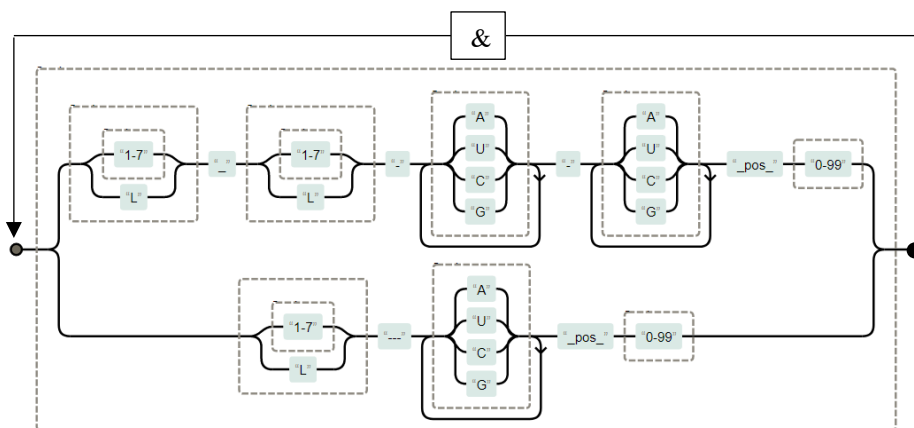 &
“A” “A”
“1-7” “_” “1-7” “-” “U” “-” “U” “_pos_” “0-99”
“L” “L” “C” “C”
“G” “G”
“A”
“1-7” “---” “U” “_pos_” “0-99”
“L” “C”
“G”